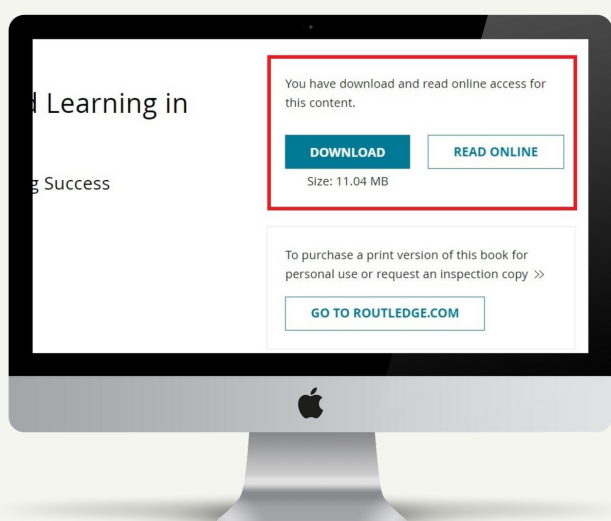 Learning in
Success
You have download and read online access for
this content.
DOWNLOAD
READ ONLINE
Size: 11.04 MB
To purchase a print version of this book for
personal use or request an inspection copy »
GO TO ROUTLEDGE.COM